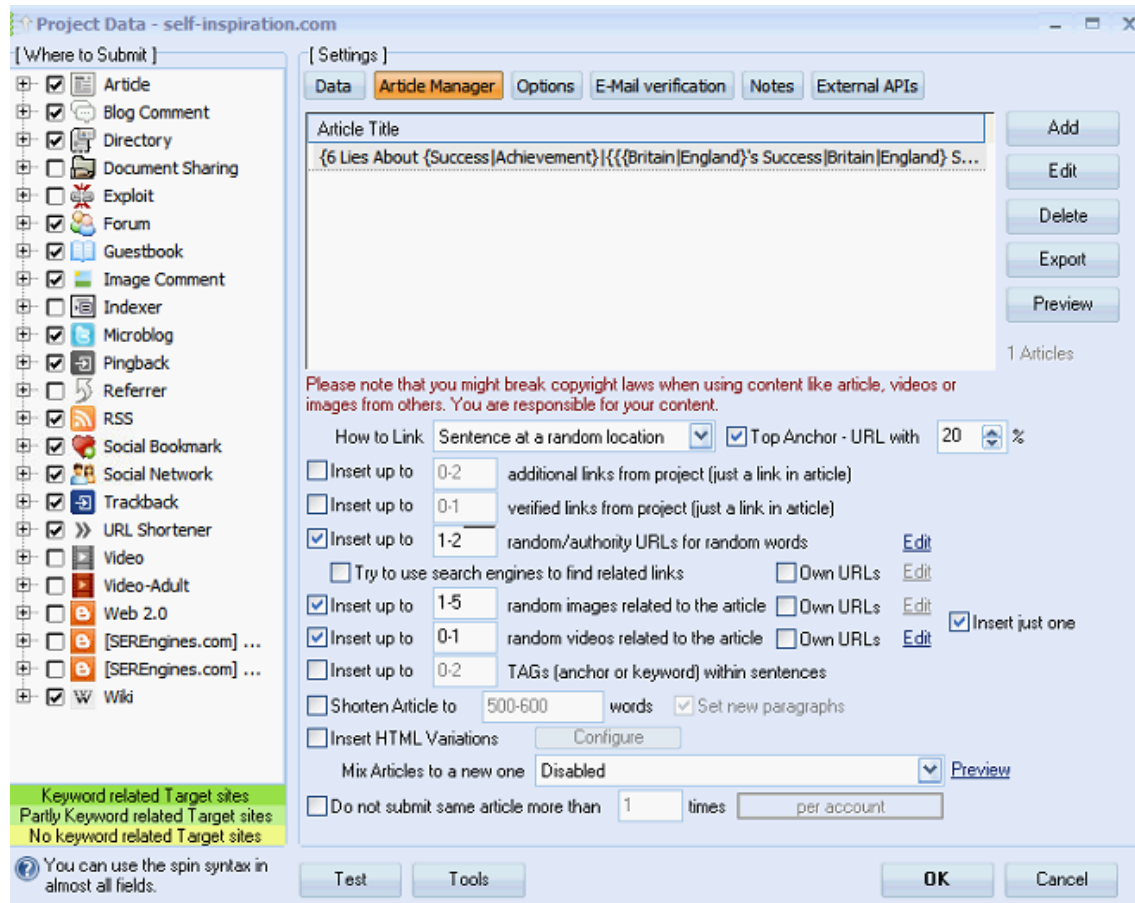 Project Data - self-inspiration.com
[ Where to Submit ]
Article
Blog Comment
Directory
Document Sharing
Exploit
Forum
Guestbook
Image Comment
Indexer
Microblog
Pingback
Referrer
RSS
Social Bookmark
Social Network
Trackback
URL Shortener
Video
Video-Adult
Web 2.0
[SEREngines.com] ...
[SEREngines.com] ...
Wiki
Keyword related Target sites
Partly Keyword related Target sites
No keyword related Target sites
You can use the spin syntax in
almost all fields.
[ Settings ]
Data Article Manager Options E-Mail verification Notes External APIs
Article Title
{6 Lies About {Success|Achievement}|{{{Britain|England}'s Success|Britain|England} S...
Add
Edit
Delete
Export
Preview
1 Articles
Please note that you might break copyright laws when using content like article, videos or
images from others. You are responsible for your content.
How to Link Sentence at a random location Top Anchor - URL with 20 %
Insert up to 0-2 additional links from project (just a link in article)
Insert up to 0-1 verified links from project (just a link in article)
Insert up to 1-2 random/authority URLs for random words Edit
Try to use search engines to find related links Own URLs Edit
Insert up to 1-5 random images related to the article Own URLs Edit
Insert just one
Insert up to 0-1 random videos related to the article Own URLs Edit
Insert up to 0-2 TAGs (anchor or keyword) within sentences
Shorten Article to 500-600 words Set new paragraphs
Insert HTML Variations Configure
Mix Articles to a new one Disabled Preview
Do not submit same article more than 1 times per account
Test Tools OK Cancel